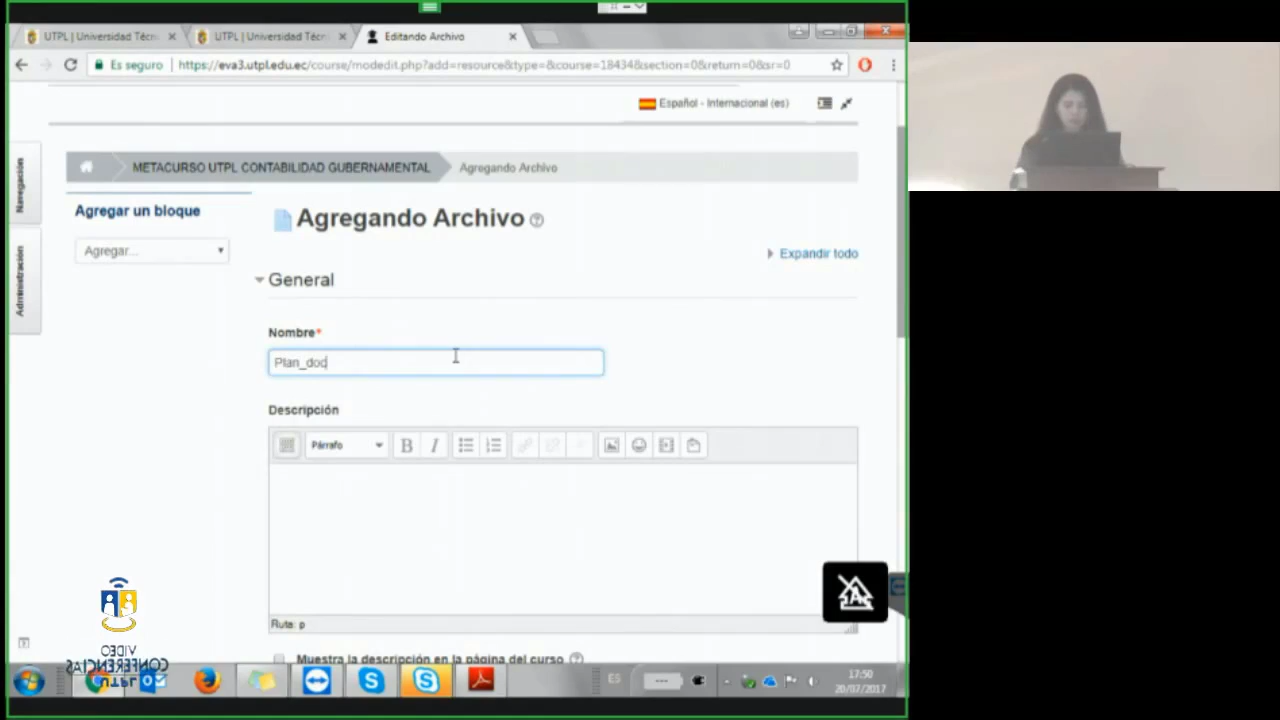 UTPL | Universidad Técni
UTPL | Universidad Técni
Editando Archivo
Es seguro
https://eva3.utpl.edu.ec/course/modedit.php?add=resource&type=&course=18434&section=0&return=0&sr=0
Español - Internacional (es)
Navegación
Administración
METACURSO UTPL CONTABILIDAD GUBERNAMENTAL
Agregando Archivo
Agregar un bloque
Agregar...
Agregando Archivo
Expandir todo
General
Nombre*
Plan_doc
Descripción
Párrafo
B I
Ruta: p
Muestra la descripción en la página del curso
VIDEO
CONFERENCIAS
UTPL
ES
17:50
20/07/2017